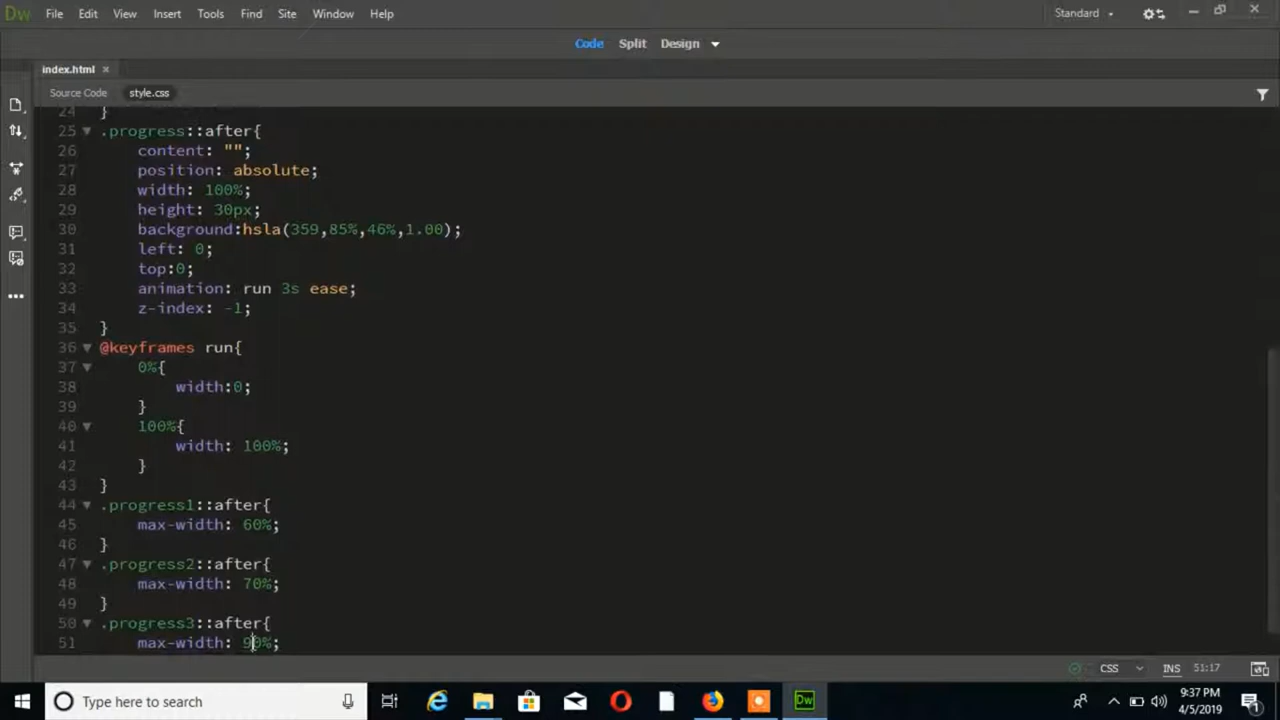 Dw File Edit View Insert Tools Find Site Window Help Standard
Code Split Design
index.html ×
Source Code style.css
24 }
25 .progress::after{
26 content: "";
27 position: absolute;
28 width: 100%;
29 height: 30px;
30 background:hsla(359,85%,46%,1.00);
31 left: 0;
32 top:0;
33 animation: run 3s ease;
34 z-index: -1;
35 }
36 @keyframes run{
37 0%{
38 width:0;
39 }
40 100%{
41 width: 100%;
42 }
43 }
44 .progress1::after{
45 max-width: 60%;
46 }
47 .progress2::after{
48 max-width: 70%;
49 }
50 .progress3::after{
51 max-width: 90%;
CSS INS 51:17
Type here to search
Dw
9:37 PM
4/5/2019
1